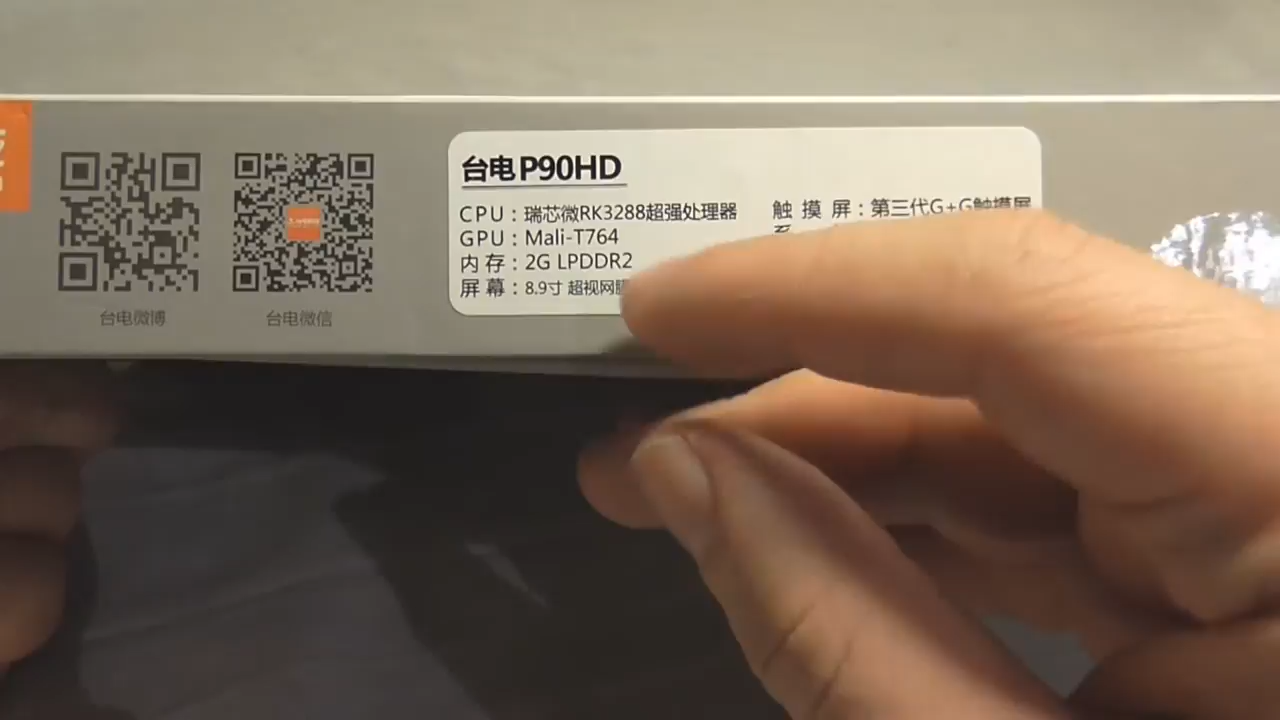 台电P90HD
CPU：瑞芯微RK3288超强处理器
GPU：Mali-T764
内存：2G LPDDR2
屏幕：8.9寸 超视网
触摸屏：第三代G+G触摸屏
台电微博
台电微信